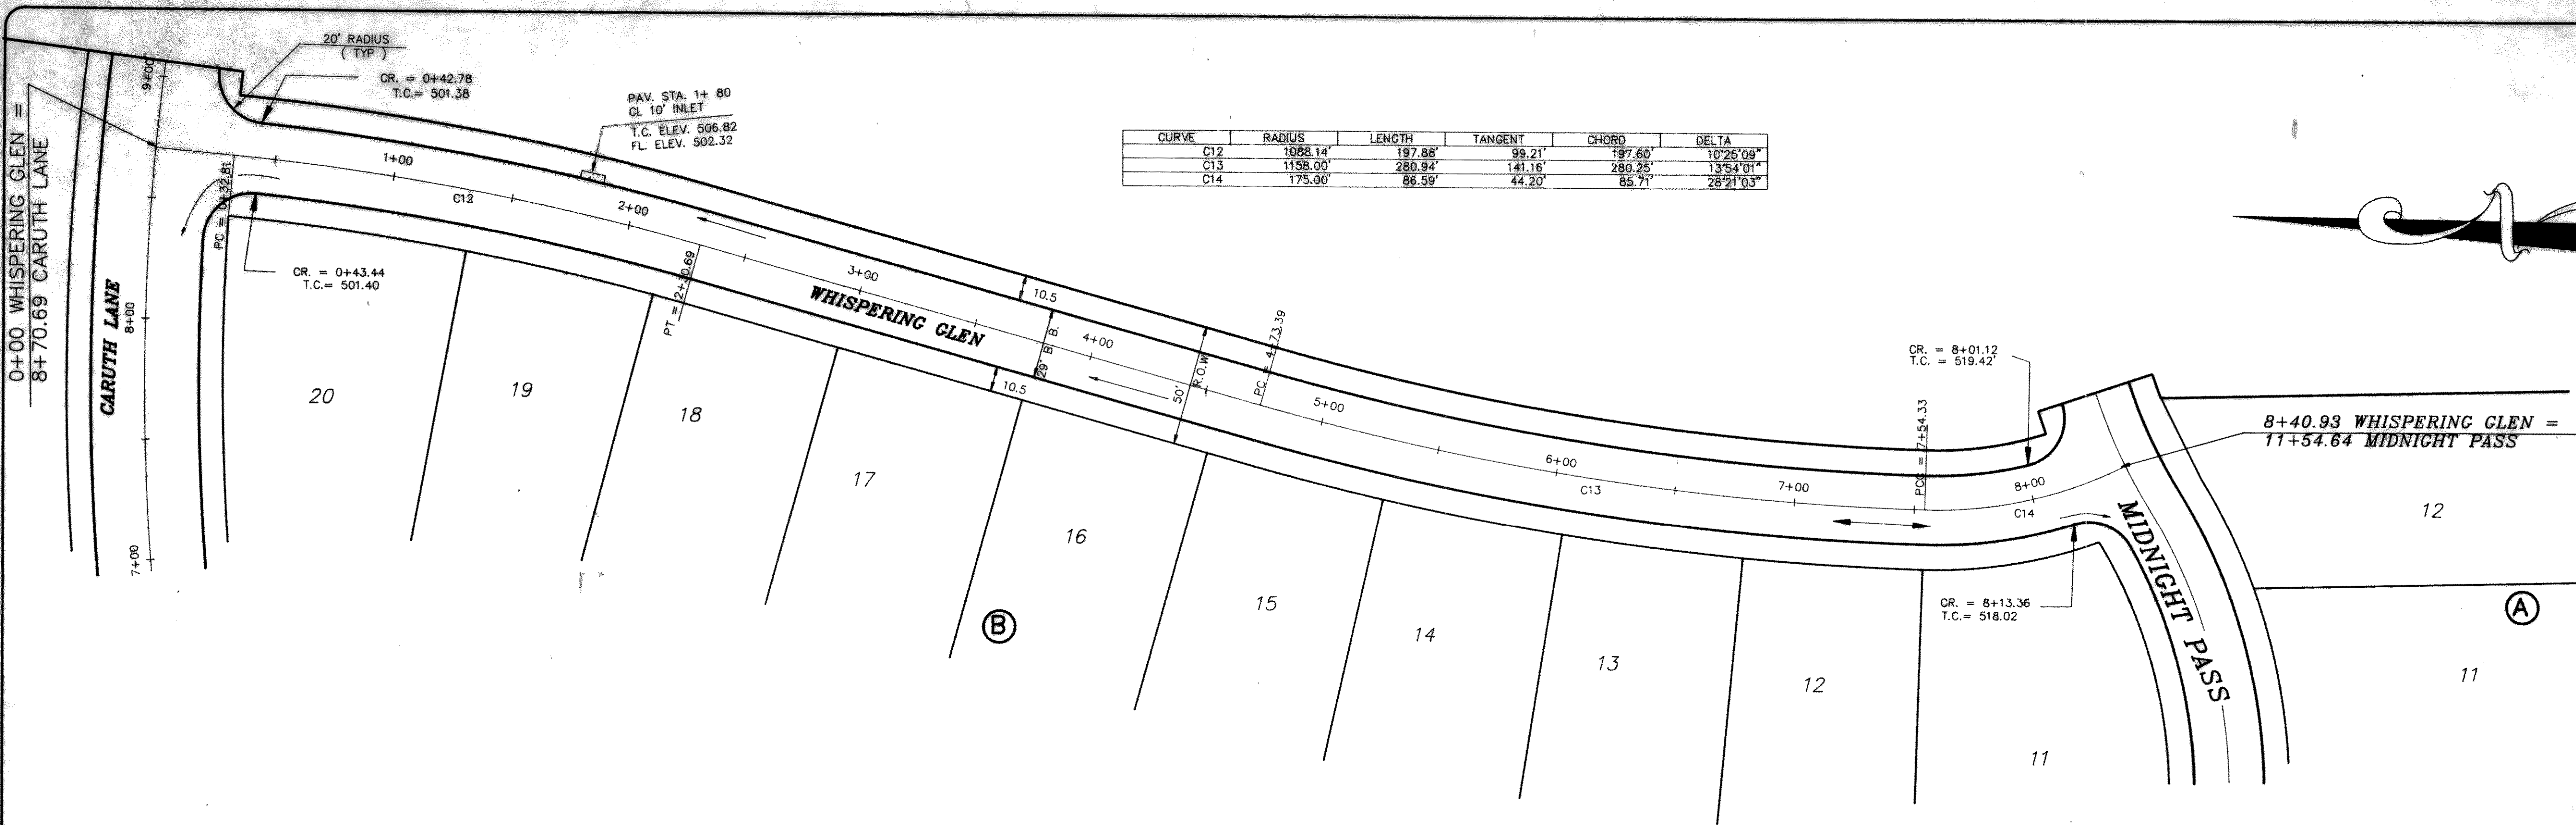 20' RADIUS
( TYP )
CR. = 0+42.78
T.C.= 501.38
PAV. STA. 1+ 80
CL 10' INLET
T.C. ELEV. 506.82
FL. ELEV. 502.32
CURVE RADIUS LENGTH TANGENT CHORD DELTA
C12 1088.14' 197.88' 99.21' 197.60' 10°25'09"
C13 1158.00' 280.94' 141.16' 280.25' 13°54'01"
C14 175.00' 86.59' 44.20' 85.71' 28°21'03"
0+00 WHISPERING GLEN =
8+70.69 CARUTH LANE
9+00
8+00
7+00
CARUTH LANE
PC = 0+32.81
1+00
C12
2+00
CR. = 0+43.44
T.C.= 501.40
PT = 2+30.69
3+00
WHISPERING GLEN
10.5
29' B. B.
10.5
4+00
50' R.O.W.
PC = 4+73.39
5+00
6+00
C13
7+00
PCC = 7+54.33
8+00
C14
CR. = 8+01.12
T.C. = 519.42'
8+40.93 WHISPERING GLEN =
11+54.64 MIDNIGHT PASS
CR. = 8+13.36
T.C.= 518.02
MIDNIGHT PASS
N
20
19
18
17
16
15
14
13
12
11
B
12
11
A